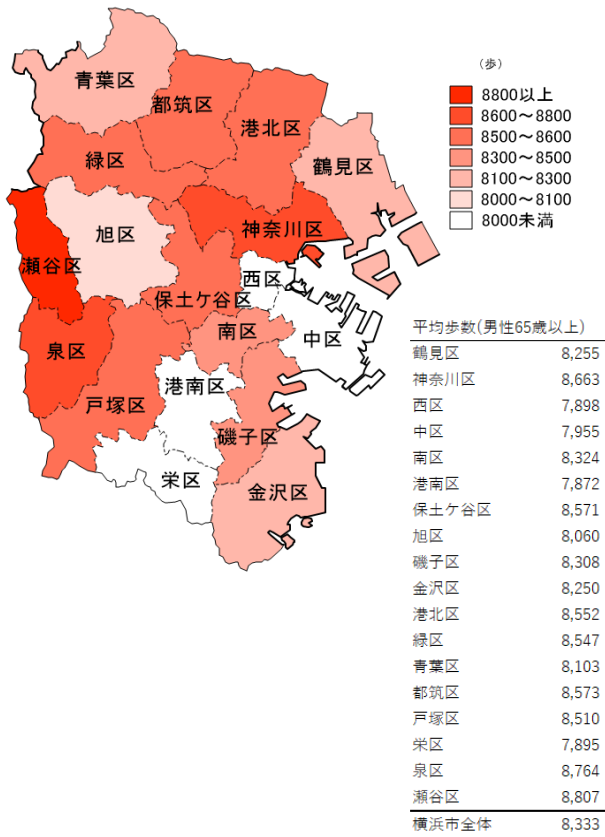 (歩)
8800以上
8600～8800
8500～8600
8300～8500
8100～8300
8000～8100
8000未満
青葉区
都筑区
港北区
緑区
鶴見区
旭区
神奈川区
瀬谷区
西区
保土ケ谷区
南区
中区
泉区
港南区
戸塚区
磯子区
栄区
金沢区
平均歩数(男性65歳以上)
鶴見区 8,255
神奈川区 8,663
西区 7,898
中区 7,955
南区 8,324
港南区 7,872
保土ケ谷区 8,571
旭区 8,060
磯子区 8,308
金沢区 8,250
港北区 8,552
緑区 8,547
青葉区 8,103
都筑区 8,573
戸塚区 8,510
栄区 7,895
泉区 8,764
瀬谷区 8,807
横浜市全体 8,333